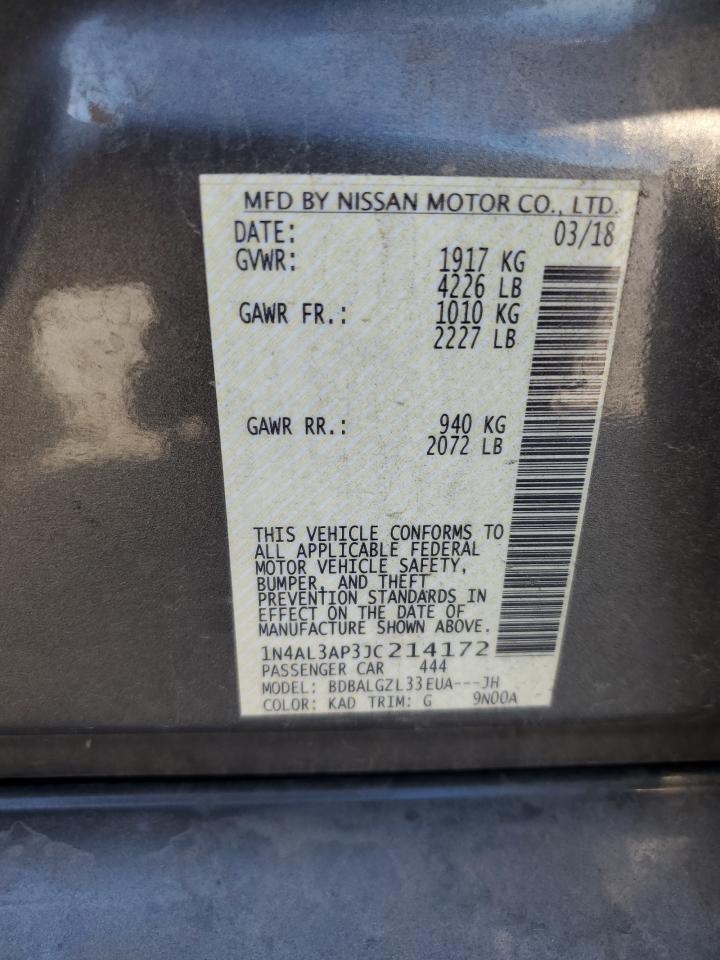 MFD BY NISSAN MOTOR CO., LTD.
DATE: 03/18
GVWR: 1917 KG
4226 LB
GAWR FR.: 1010 KG
2227 LB
GAWR RR.: 940 KG
2072 LB
THIS VEHICLE CONFORMS TO
ALL APPLICABLE FEDERAL
MOTOR VEHICLE SAFETY,
BUMPER, AND THEFT
PREVENTION STANDARDS IN
EFFECT ON THE DATE OF
MANUFACTURE SHOWN ABOVE.
1N4AL3AP3JC214172
PASSENGER CAR 444
MODEL: BDBALGZL33EUA---JH
COLOR: KAD TRIM: G 9N00A